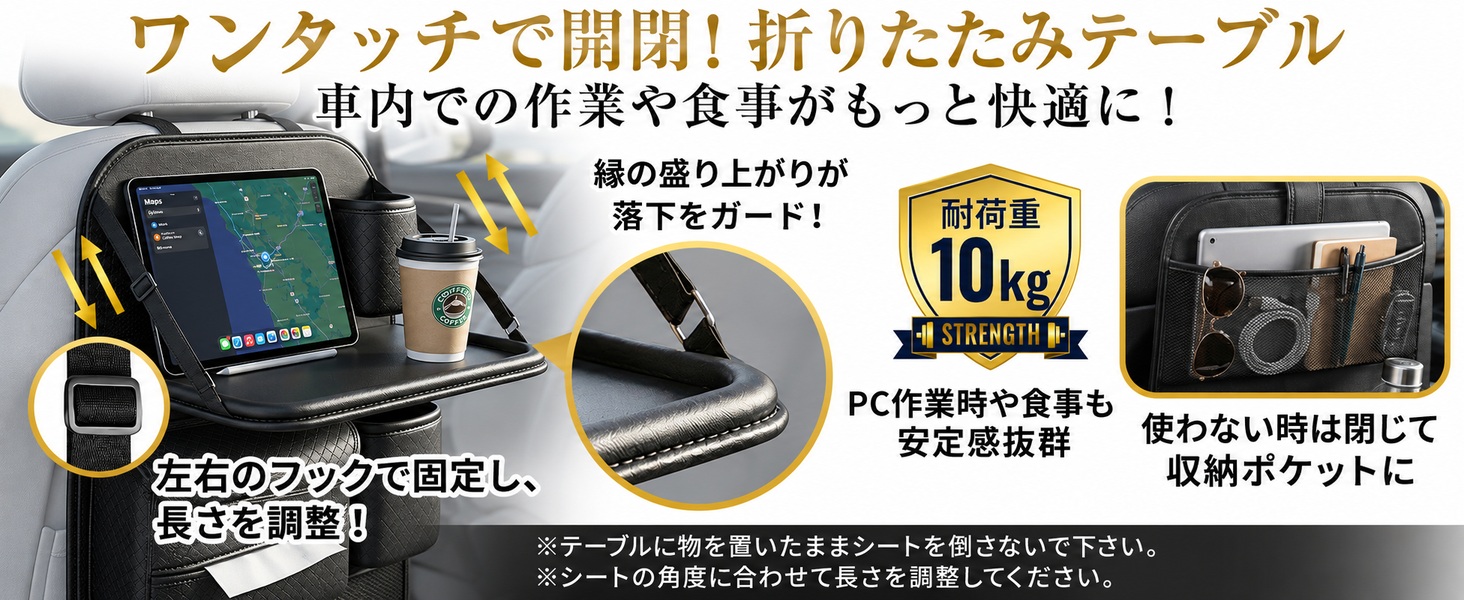 ワンタッチで開閉！折りたたみテーブル
車内での作業や食事がもっと快適に！
縁の盛り上がりが
落下をガード！
耐荷重
10kg
STRENGTH
PC作業時や食事も
安定感抜群
使わない時は閉じて
収納ポケットに
左右のフックで固定し、
長さを調整！
Maps
COFFEE
※テーブルに物を置いたままシートを倒さないで下さい。
※シートの角度に合わせて長さを調整してください。